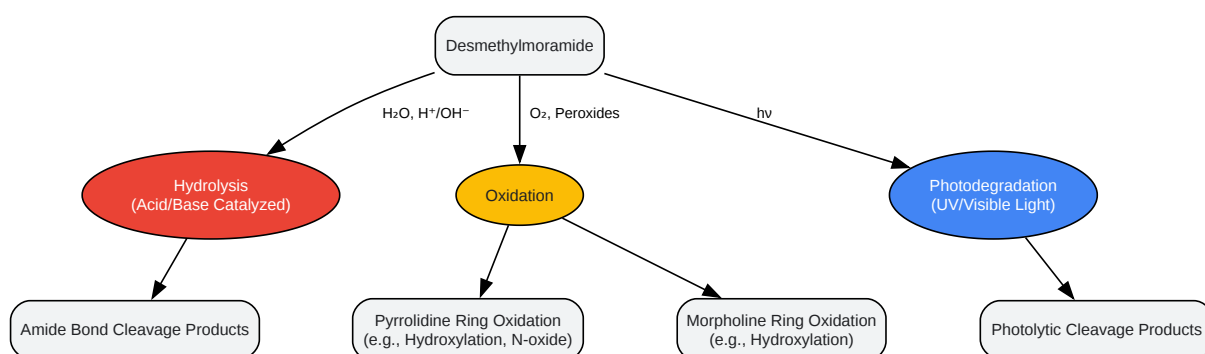 Desmethylmoramide
H₂O, H⁺/OH⁻
O₂, Peroxides
hν
Hydrolysis
(Acid/Base Catalyzed)
Oxidation
Photodegradation
(UV/Visible Light)
Amide Bond Cleavage Products
Pyrrolidine Ring Oxidation
(e.g., Hydroxylation, N-oxide)
Morpholine Ring Oxidation
(e.g., Hydroxylation)
Photolytic Cleavage Products